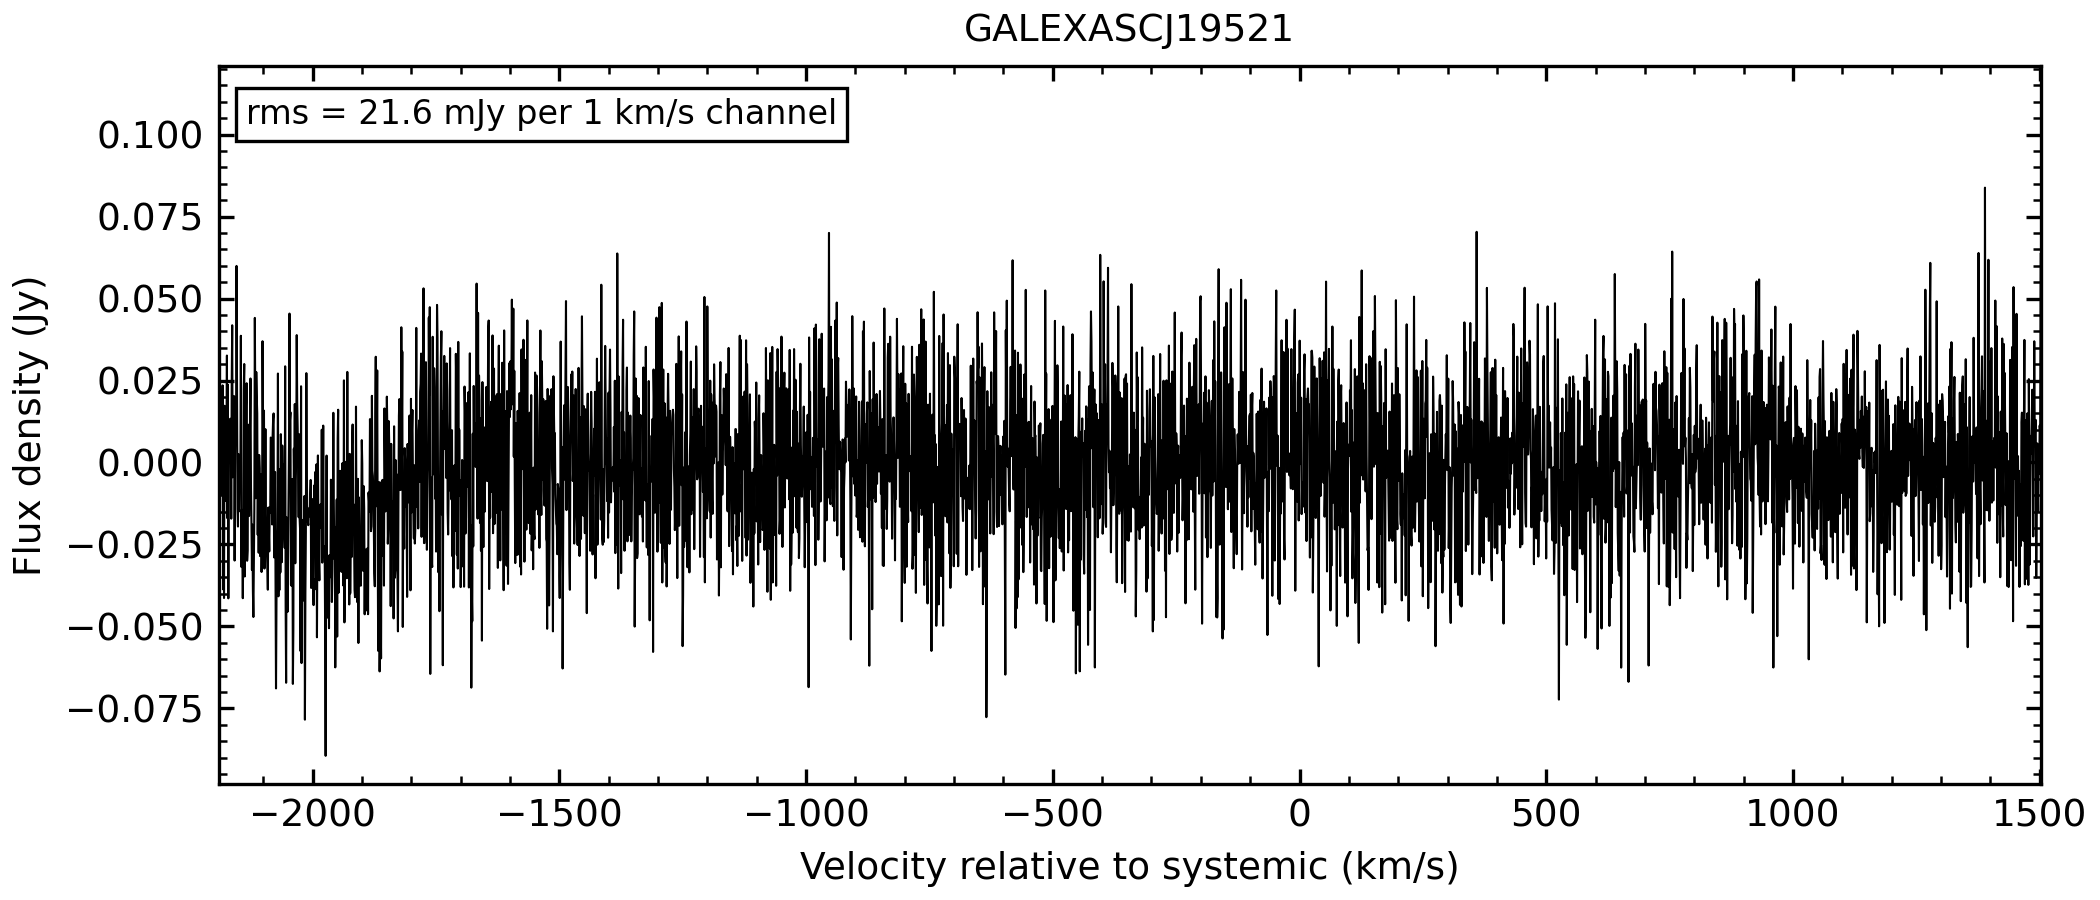 GALEXASCJ19521
rms = 21.6 mJy per 1 km/s channel
0.100
0.075
0.050
0.025
0.000
−0.025
−0.050
−0.075
Flux density (Jy)
−2000 −1500 −1000 −500 0 500 1000 1500
Velocity relative to systemic (km/s)